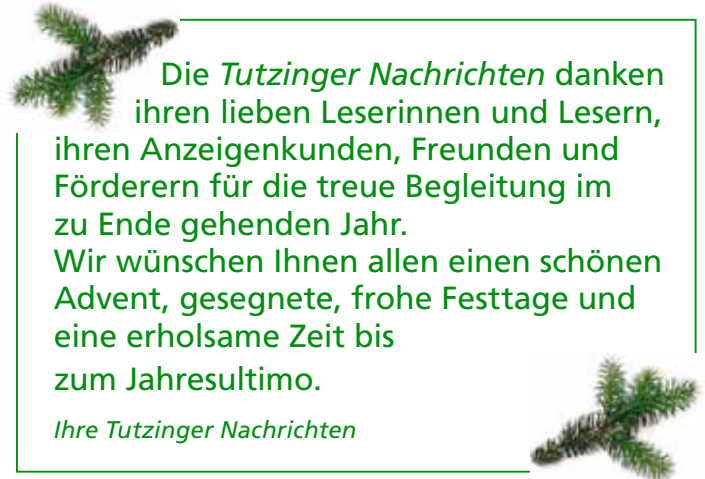 Die Tutzinger Nachrichten danken
ihren lieben Leserinnen und Lesern,
ihren Anzeigenkunden, Freunden und
Förderern für die treue Begleitung im
zu Ende gehenden Jahr.
Wir wünschen Ihnen allen einen schönen
Advent, gesegnete, frohe Festtage und
eine erholsame Zeit bis
zum Jahresultimo.
Ihre Tutzinger Nachrichten